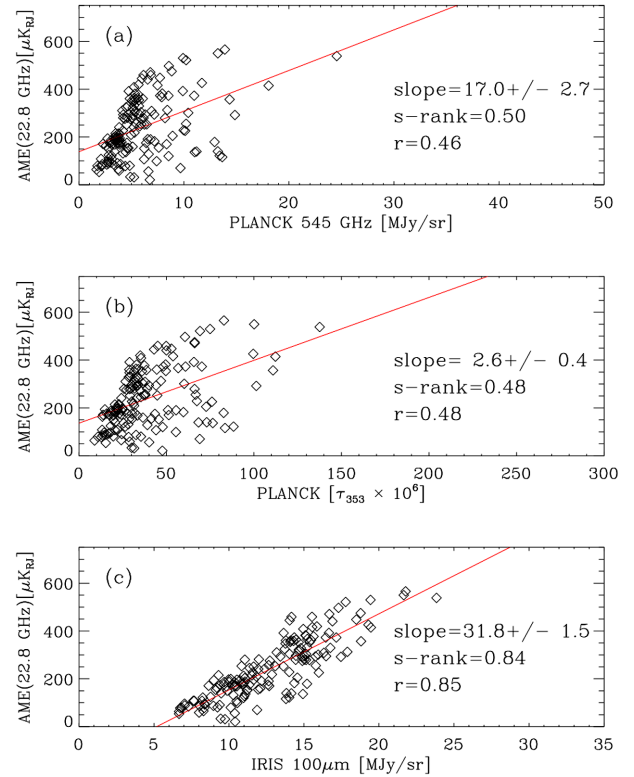 (a)
AME(22.8 GHz)[μK_RJ]
600
400
200
0
slope=17.0+/− 2.7
s−rank=0.50
r=0.46
0 10 20 30 40 50
PLANCK 545 GHz [MJy/sr]
(b)
AME(22.8 GHz)[μK_RJ]
600
400
200
0
slope= 2.6+/− 0.4
s−rank=0.48
r=0.48
0 50 100 150 200 250 300
PLANCK [τ_353 × 10^6]
(c)
AME(22.8 GHz)[μK_RJ]
600
400
200
0
slope=31.8+/− 1.5
s−rank=0.84
r=0.85
0 5 10 15 20 25 30 35
IRIS 100μm [MJy/sr]